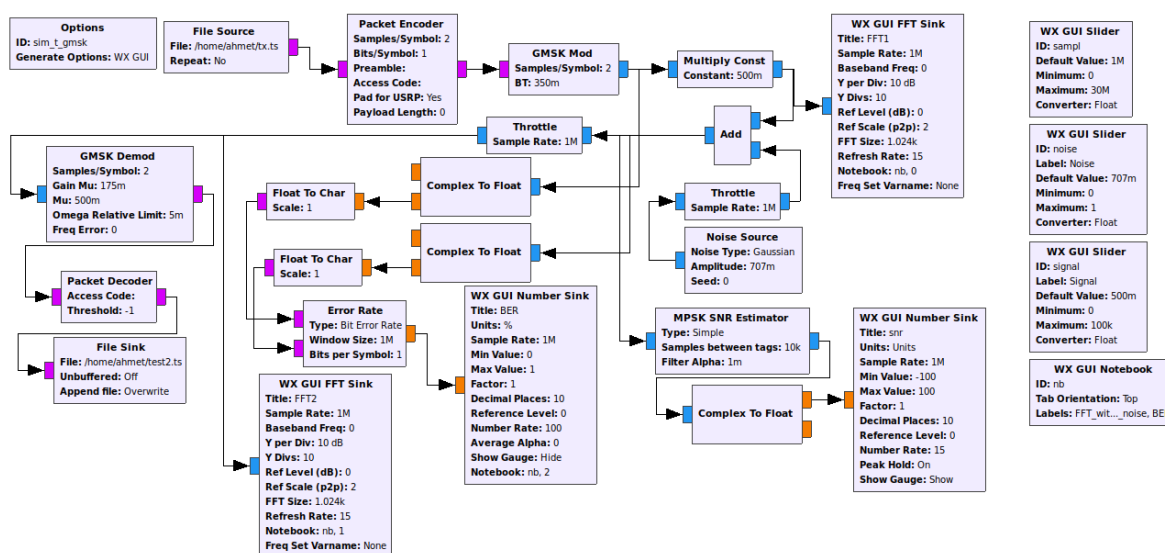 Options
ID: sim_t_gmsk
Generate Options: WX GUI
File Source
File: /home/ahmet/tx.ts
Repeat: No
Packet Encoder
Samples/Symbol: 2
Bits/Symbol: 1
Preamble:
Access Code:
Pad for USRP: Yes
Payload Length: 0
GMSK Mod
Samples/Symbol: 2
BT: 350m
Multiply Const
Constant: 500m
WX GUI FFT Sink
Title: FFT1
Sample Rate: 1M
Baseband Freq: 0
Y per Div: 10 dB
Y Divs: 10
Ref Level (dB): 0
Ref Scale (p2p): 2
FFT Size: 1.024k
Refresh Rate: 15
Notebook: nb, 0
Freq Set Varname: None
WX GUI Slider
ID: sampl
Default Value: 1M
Minimum: 0
Maximum: 30M
Converter: Float
Throttle
Sample Rate: 1M
Add
GMSK Demod
Samples/Symbol: 2
Gain Mu: 175m
Mu: 500m
Omega Relative Limit: 5m
Freq Error: 0
Float To Char
Scale: 1
Complex To Float
Throttle
Sample Rate: 1M
WX GUI Slider
ID: noise
Label: Noise
Default Value: 707m
Minimum: 0
Maximum: 1
Converter: Float
Float To Char
Scale: 1
Complex To Float
Noise Source
Noise Type: Gaussian
Amplitude: 707m
Seed: 0
WX GUI Slider
ID: signal
Label: Signal
Default Value: 500m
Minimum: 0
Maximum: 100k
Converter: Float
Packet Decoder
Access Code:
Threshold: -1
Error Rate
Type: Bit Error Rate
Window Size: 1M
Bits per Symbol: 1
WX GUI Number Sink
Title: BER
Units: %
Sample Rate: 1M
Min Value: 0
Max Value: 1
Factor: 1
Decimal Places: 10
Reference Level: 0
Number Rate: 100
Average Alpha: 0
Show Gauge: Hide
Notebook: nb, 2
MPSK SNR Estimator
Type: Simple
Samples between tags: 10k
Filter Alpha: 1m
WX GUI Number Sink
Title: snr
Units: Units
Sample Rate: 1M
Min Value: -100
Max Value: 100
Factor: 1
Decimal Places: 10
Reference Level: 0
Number Rate: 15
Peak Hold: On
Show Gauge: Show
File Sink
File: /home/ahmet/test2.ts
Unbuffered: Off
Append file: Overwrite
WX GUI FFT Sink
Title: FFT2
Sample Rate: 1M
Baseband Freq: 0
Y per Div: 10 dB
Y Divs: 10
Ref Level (dB): 0
Ref Scale (p2p): 2
FFT Size: 1.024k
Refresh Rate: 15
Notebook: nb, 1
Freq Set Varname: None
Complex To Float
WX GUI Notebook
ID: nb
Tab Orientation: Top
Labels: FFT_wit..._noise, BE